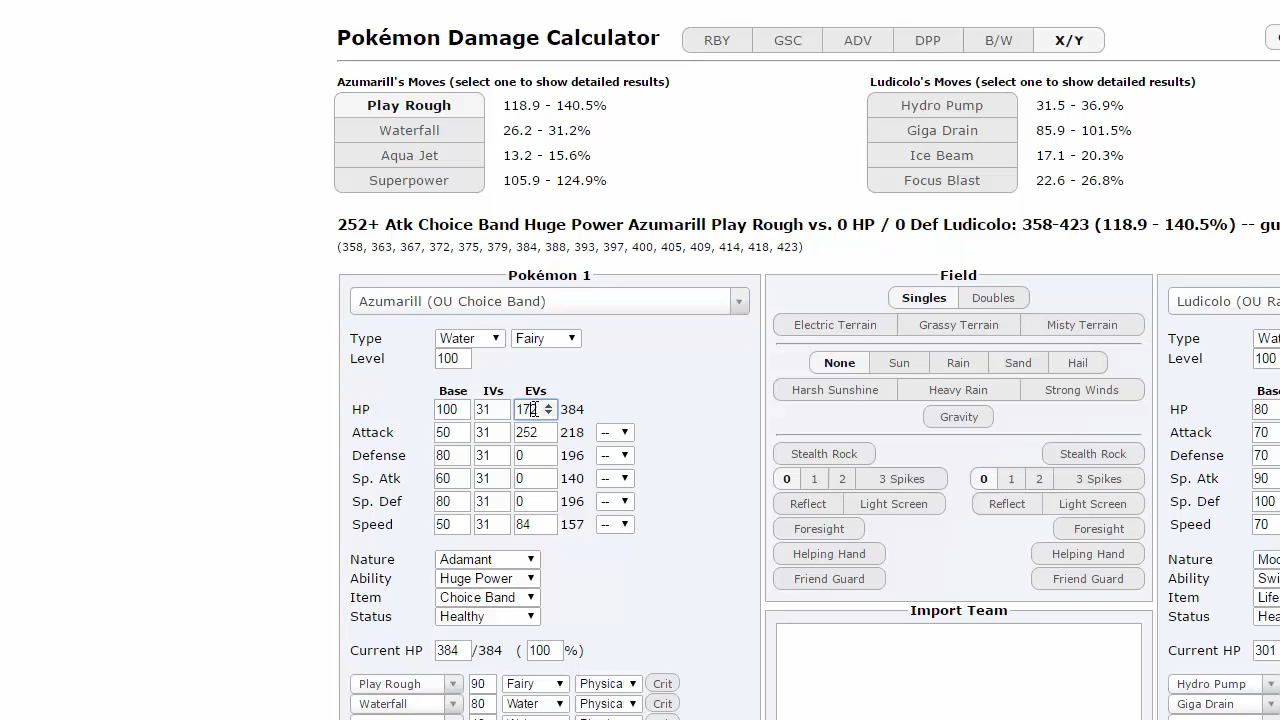 Pokémon Damage Calculator RBY GSC ADV DPP B/W X/Y
Azumarill's Moves (select one to show detailed results)
Play Rough 118.9 - 140.5%
Waterfall 26.2 - 31.2%
Aqua Jet 13.2 - 15.6%
Superpower 105.9 - 124.9%
Ludicolo's Moves (select one to show detailed results)
Hydro Pump 31.5 - 36.9%
Giga Drain 85.9 - 101.5%
Ice Beam 17.1 - 20.3%
Focus Blast 22.6 - 26.8%
252+ Atk Choice Band Huge Power Azumarill Play Rough vs. 0 HP / 0 Def Ludicolo: 358-423 (118.9 - 140.5%) -- gu
(358, 363, 367, 372, 375, 379, 384, 388, 393, 397, 400, 405, 409, 414, 418, 423)
Pokémon 1
Azumarill (OU Choice Band)
Type Water Fairy
Level 100
Base IVs EVs
HP 100 31 384
Attack 50 31 252 218 --
Defense 80 31 0 196 --
Sp. Atk 60 31 0 140 --
Sp. Def 80 31 0 196 --
Speed 50 31 84 157 --
Nature Adamant
Ability Huge Power
Item Choice Band
Status Healthy
Current HP 384 /384 ( 100 %)
Play Rough 90 Fairy Physica Crit
Waterfall 80 Water Physica Crit
Field
Singles Doubles
Electric Terrain Grassy Terrain Misty Terrain
None Sun Rain Sand Hail
Harsh Sunshine Heavy Rain Strong Winds
Gravity
Stealth Rock Stealth Rock
0 1 2 3 Spikes 0 1 2 3 Spikes
Reflect Light Screen Reflect Light Screen
Foresight Foresight
Helping Hand Helping Hand
Friend Guard Friend Guard
Import Team
Ludicolo (OU Ra
Type Wa
Level 100
Base
HP 80
Attack 70
Defense 70
Sp. Atk 90
Sp. Def 100
Speed 70
Nature Mo
Ability Swi
Item Life
Status Hea
Current HP 301
Hydro Pump
Giga Drain